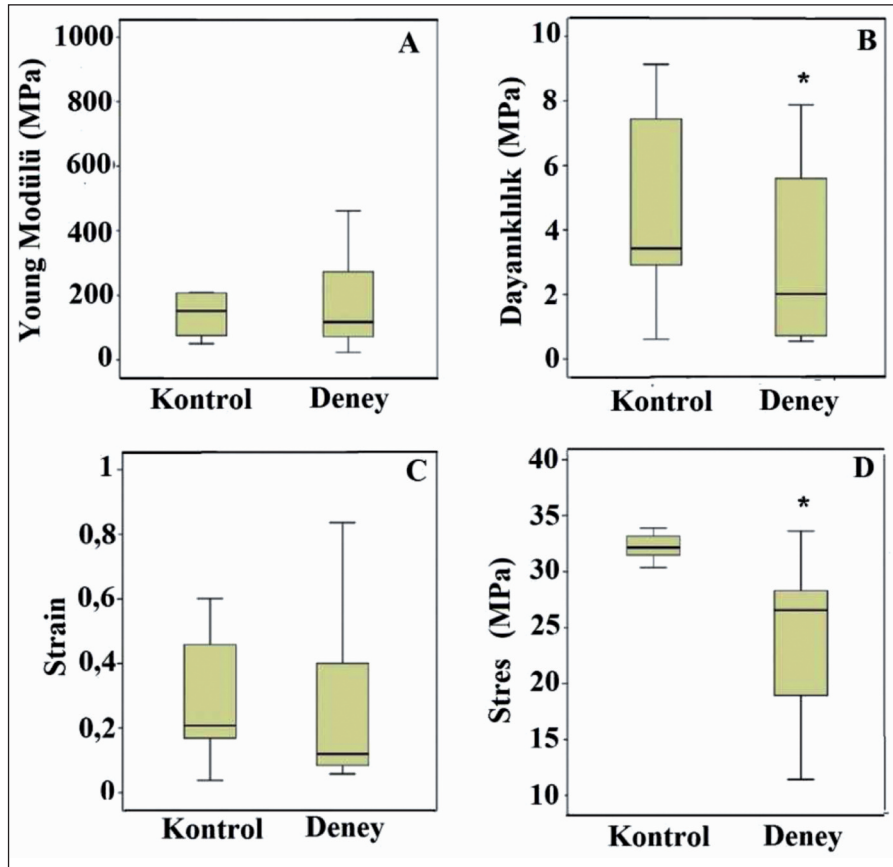 A
Young Modülü (MPa)
1000
800
600
400
200
0
Kontrol Deney
B
*
Dayanıklılık (MPa)
10
8
6
4
2
0
Kontrol Deney
C
Strain
1
0,8
0,6
0,4
0,2
0
Kontrol Deney
D
*
Stres (MPa)
40
35
30
25
20
15
10
Kontrol Deney